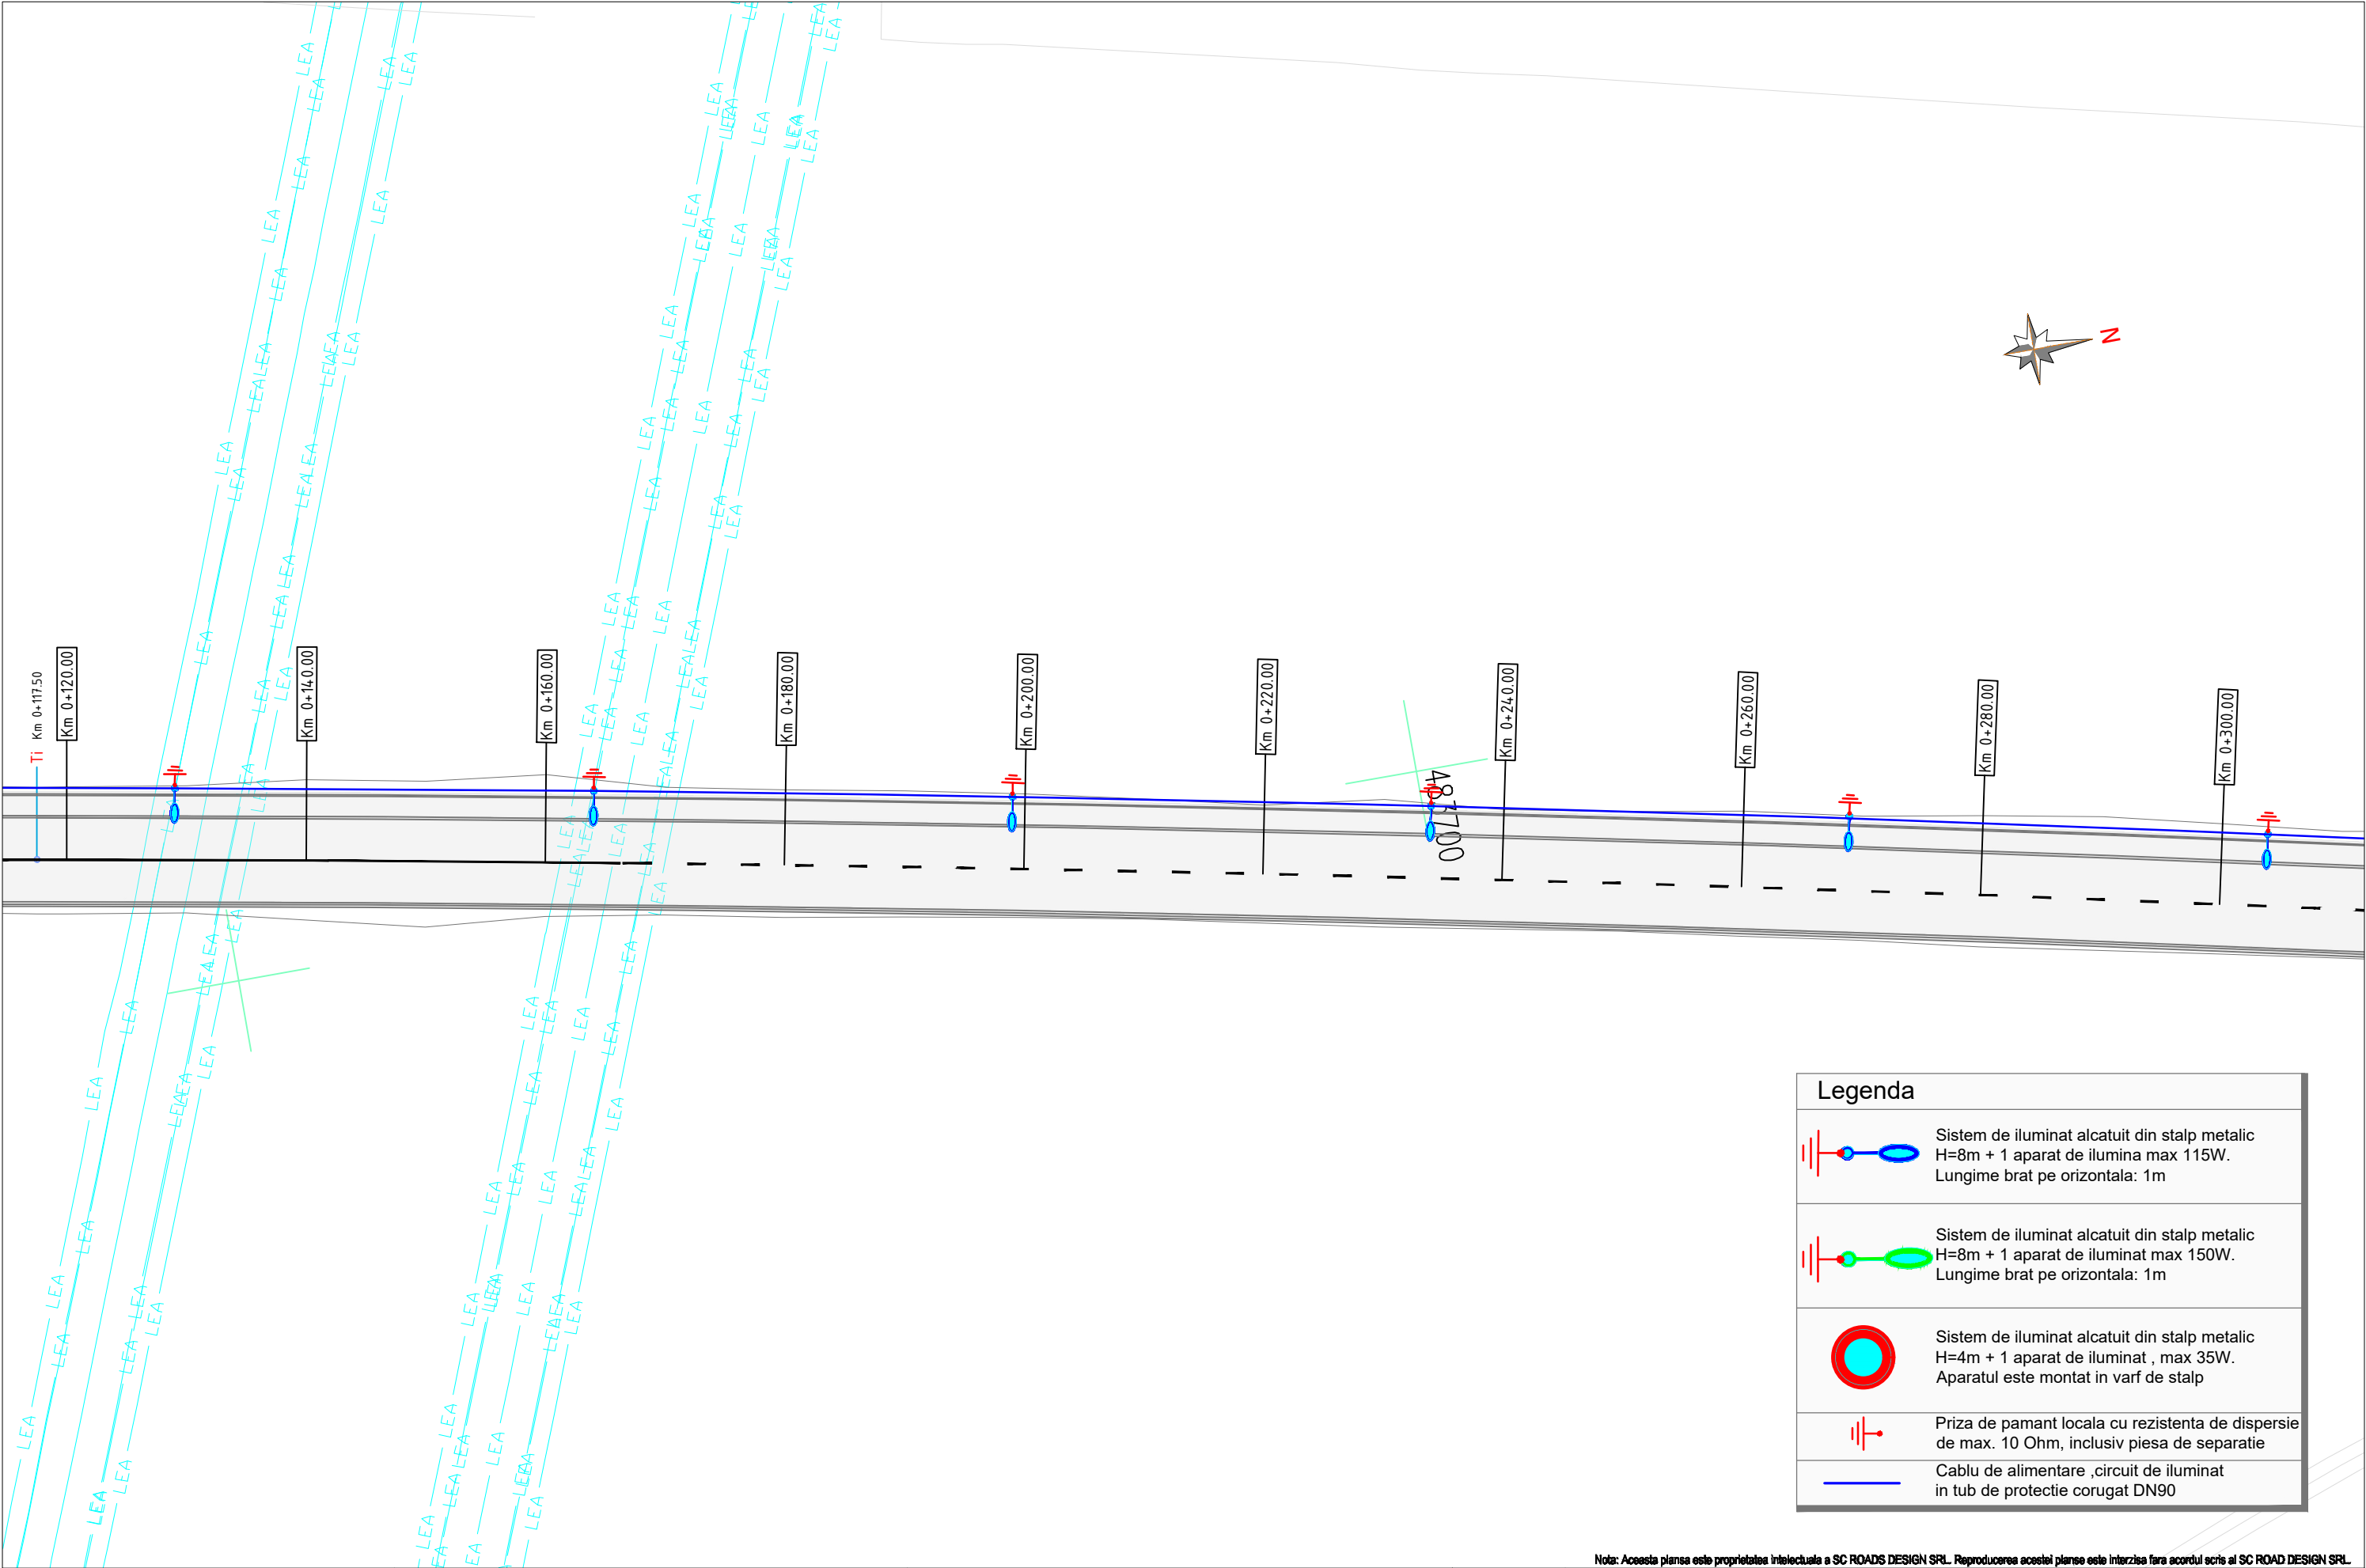 N
Ti Km 0+117.50
Km 0+120.00
Km 0+140.00
Km 0+160.00
Km 0+180.00
Km 0+200.00
Km 0+220.00
Km 0+240.00
Km 0+260.00
Km 0+280.00
Km 0+300.00
LEA
LEA
LEA
LEA
LEA
LEA
LEA
LEA
Legenda
Sistem de iluminat alcatuit din stalp metalic
H=8m + 1 aparat de ilumina max 115W.
Lungime brat pe orizontala: 1m
Sistem de iluminat alcatuit din stalp metalic
H=8m + 1 aparat de iluminat max 150W.
Lungime brat pe orizontala: 1m
Sistem de iluminat alcatuit din stalp metalic
H=4m + 1 aparat de iluminat , max 35W.
Aparatul este montat in varf de stalp
Priza de pamant locala cu rezistenta de dispersie
de max. 10 Ohm, inclusiv piesa de separatie
Cablu de alimentare ,circuit de iluminat
in tub de protectie corugat DN90
Nota: Aceasta plansa este proprietatea intelectuala a SC ROADS DESIGN SRL. Reproducerea acestei planse este interzisa fara acordul scris al SC ROAD DESIGN SRL.